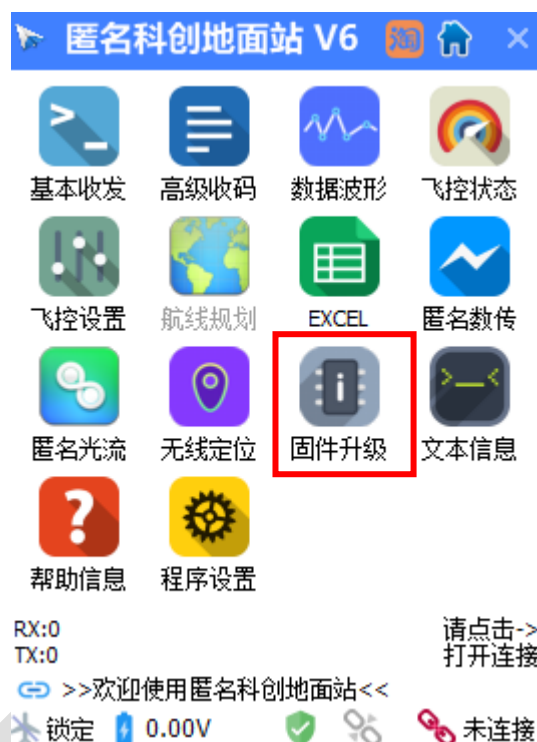 匿名科创地面站 V6 淘
基本收发 高级收码 数据波形 飞控状态
飞控设置 航线规划 EXCEL 匿名数传
匿名光流 无线定位 固件升级 文本信息
帮助信息 程序设置
RX:0 请点击->
TX:0 打开连接
>>欢迎使用匿名科创地面站<<
锁定 0.00V 未连接